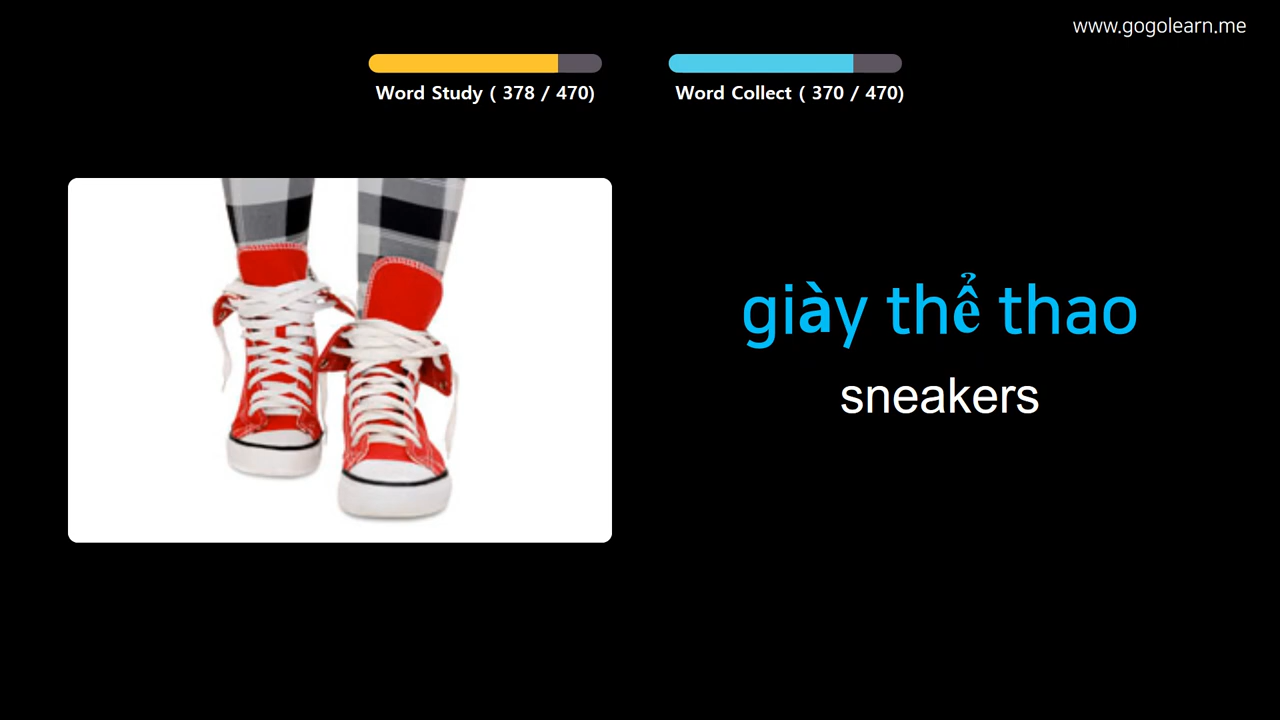 www.gogolearn.me
Word Study ( 378 / 470)
Word Collect ( 370 / 470)
giày thể thao
sneakers